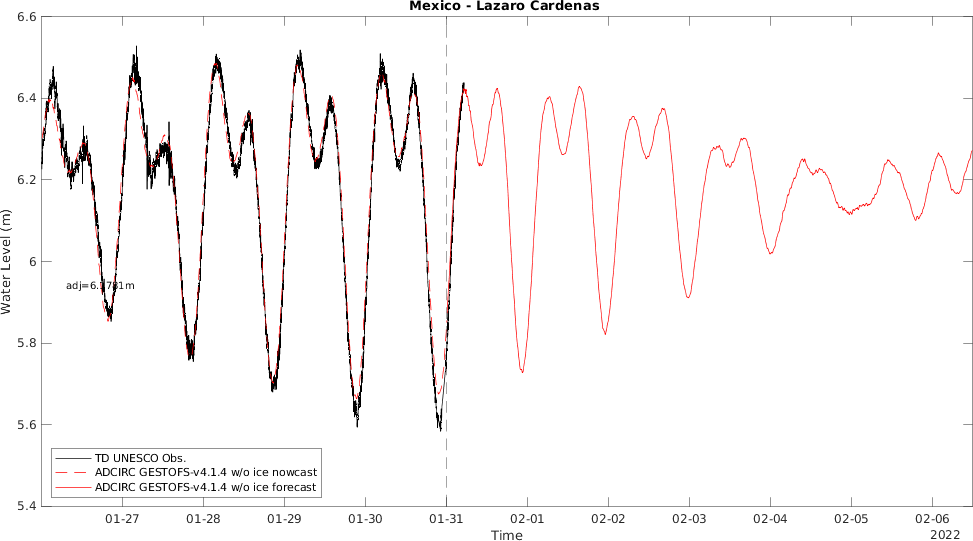 Mexico - Lazaro Cardenas
6.6
6.4
6.2
6
5.8
5.6
5.4
Water Level (m)
TD UNESCO Obs.
ADCIRC GESTOFS-v4.1.4 w/o ice nowcast
ADCIRC GESTOFS-v4.1.4 w/o ice forecast
01-27 01-28 01-29 01-30 01-31 02-01 02-02 02-03 02-04 02-05 02-06
Time
2022